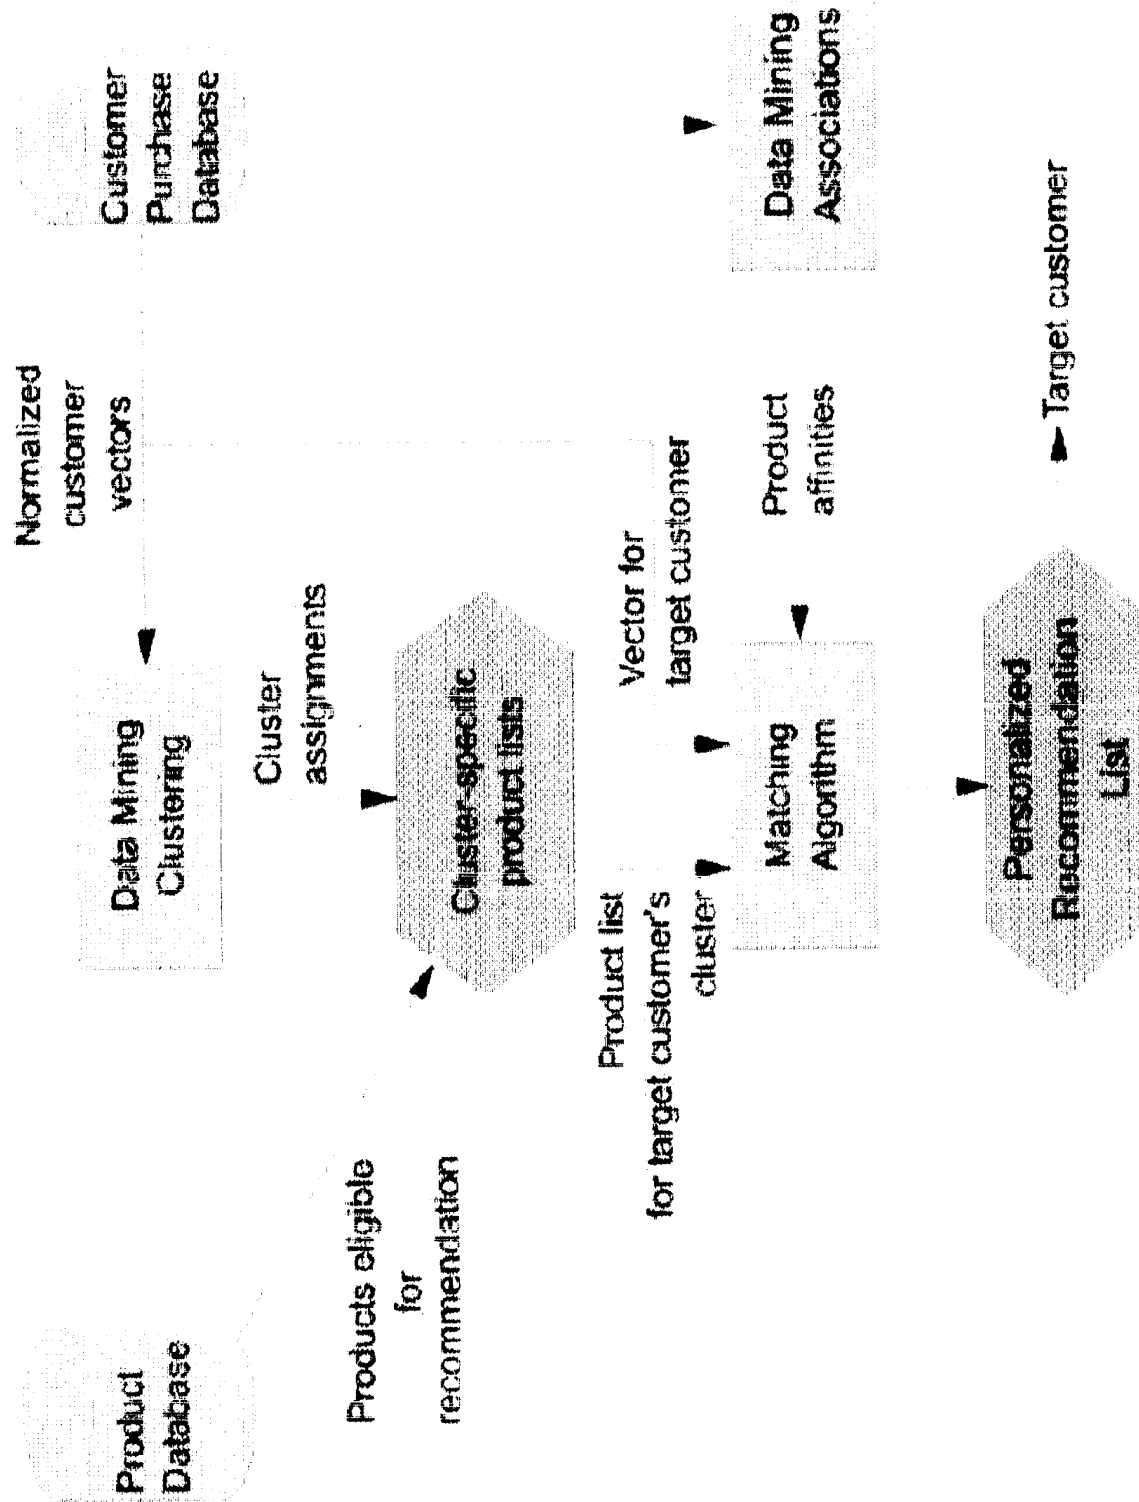 Product
Database
Data Mining
Clustering
Normalized
customer
vectors
Customer
Purchase
Database
Products eligible
for
recommendation
Cluster
assignments
Cluster-specific
product lists
Product list
for target customer's
cluster
Vector for
target customer
Matching
Algorithm
Product
affinities
Data Mining
Associations
Personalized
Recommendation
List
Target customer